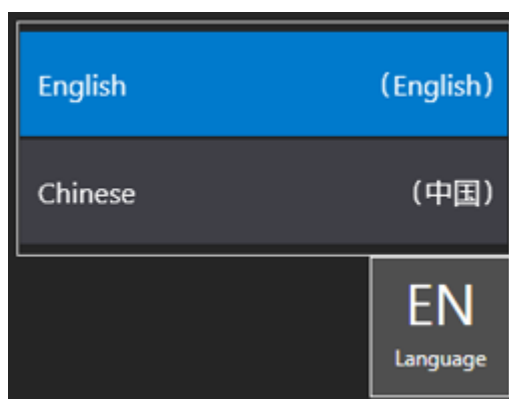 English (English)
Chinese (中国)
EN
Language